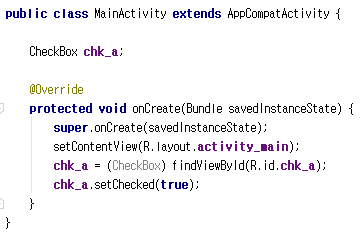 public class MainActivity extends AppCompatActivity {
CheckBox chk_a;
@Override
protected void onCreate(Bundle savedInstanceState) {
super.onCreate(savedInstanceState);
setContentView(R.layout.activity_main);
chk_a = (CheckBox) findViewById(R.id.chk_a);
chk_a.setChecked(true);
}
}